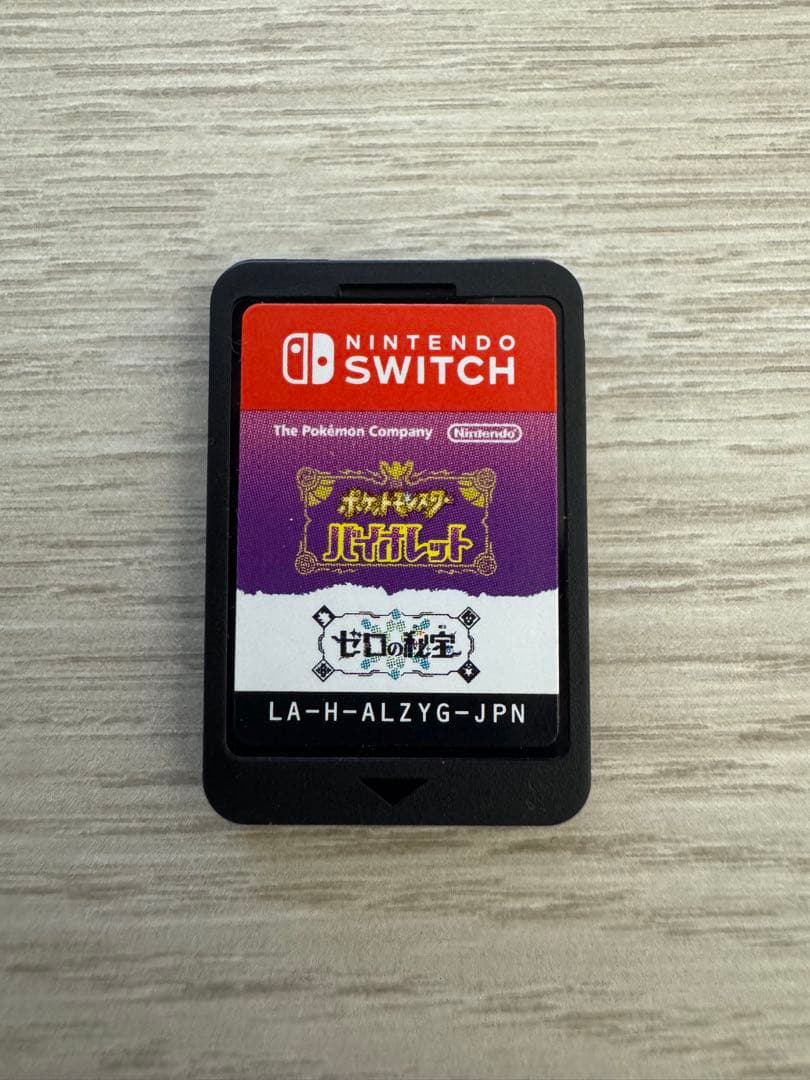 NINTENDO
SWITCH
The Pokémon Company Nintendo
ポケットモンスター
バイオレット
ゼロの秘宝
LA-H-ALZYG-JPN